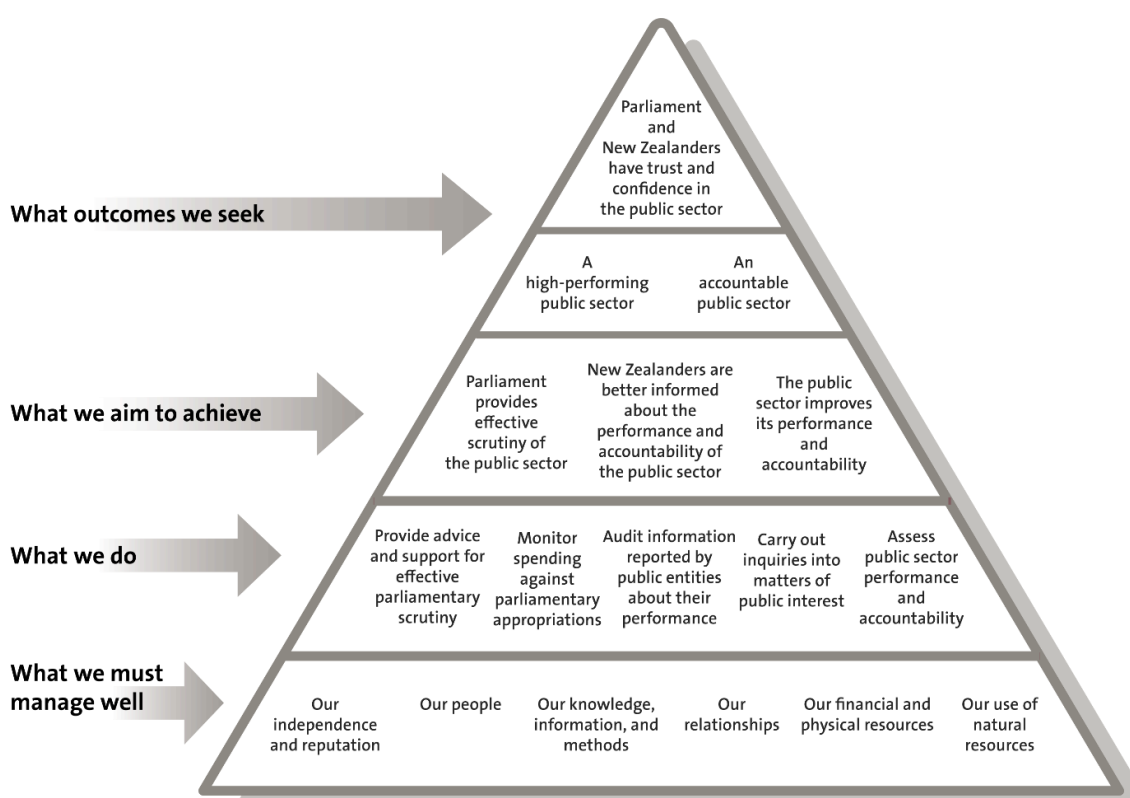 Parliament
and
New Zealanders
have trust and
confidence in
the public sector
What outcomes we seek
A
high-performing
public sector
An
accountable
public sector
What we aim to achieve
Parliament
provides
effective
scrutiny of
the public sector
New Zealanders are
better informed
about the
performance and
accountability of
the public sector
The public
sector improves
its performance
and
accountability
What we do
Provide advice
and support for
effective
parliamentary
scrutiny
Monitor
spending
against
parliamentary
appropriations
Audit information
reported by
public entities
about their
performance
Carry out
inquiries into
matters of
public interest
Assess
public sector
performance
and
accountability
What we must
manage well
Our
independence
and reputation
Our people
Our knowledge,
information, and
methods
Our
relationships
Our financial and
physical resources
Our use of
natural
resources